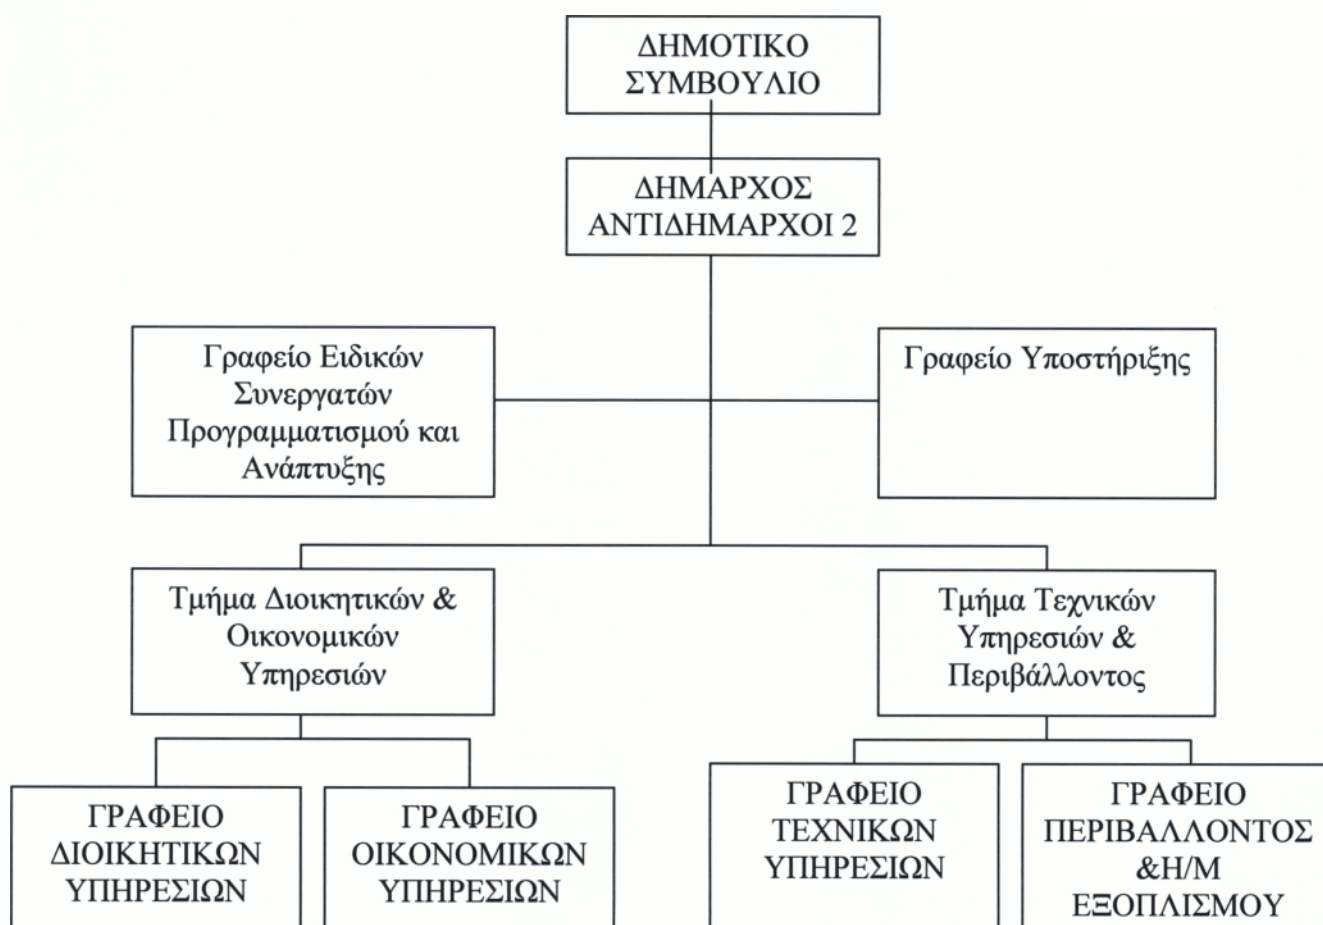 ΔΗΜΟΤΙΚΟ
ΣΥΜΒΟΥΛΙΟ
ΔΗΜΑΡΧΟΣ
ΑΝΤΙΔΗΜΑΡΧΟΙ 2
Γραφείο Ειδικών
Συνεργατών
Προγραμματισμού και
Ανάπτυξης
Γραφείο Υποστήριξης
Τμήμα Διοικητικών &
Οικονομικών
Υπηρεσιών
Τμήμα Τεχνικών
Υπηρεσιών &
Περιβάλλοντος
ΓΡΑΦΕΙΟ
ΔΙΟΙΚΗΤΙΚΩΝ
ΥΠΗΡΕΣΙΩΝ
ΓΡΑΦΕΙΟ
ΟΙΚΟΝΟΜΙΚΩΝ
ΥΠΗΡΕΣΙΩΝ
ΓΡΑΦΕΙΟ
ΤΕΧΝΙΚΩΝ
ΥΠΗΡΕΣΙΩΝ
ΓΡΑΦΕΙΟ
ΠΕΡΙΒΑΛΛΟΝΤΟΣ
&Η/Μ
ΕΞΟΠΛΙΣΜΟΥ